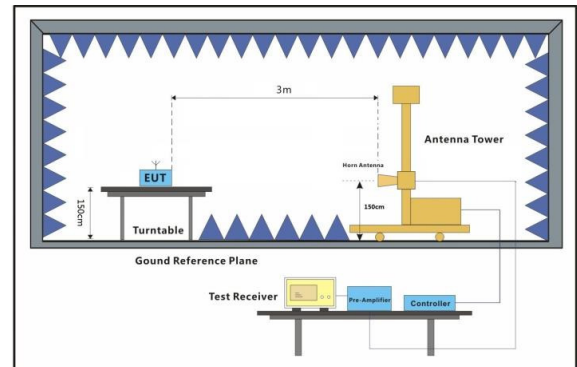 3m
Antenna Tower
Horn Antenna
EUT
150cm
150cm
Turntable
Gound Reference Plane
Test Receiver
Pre-Amplifier
Controller